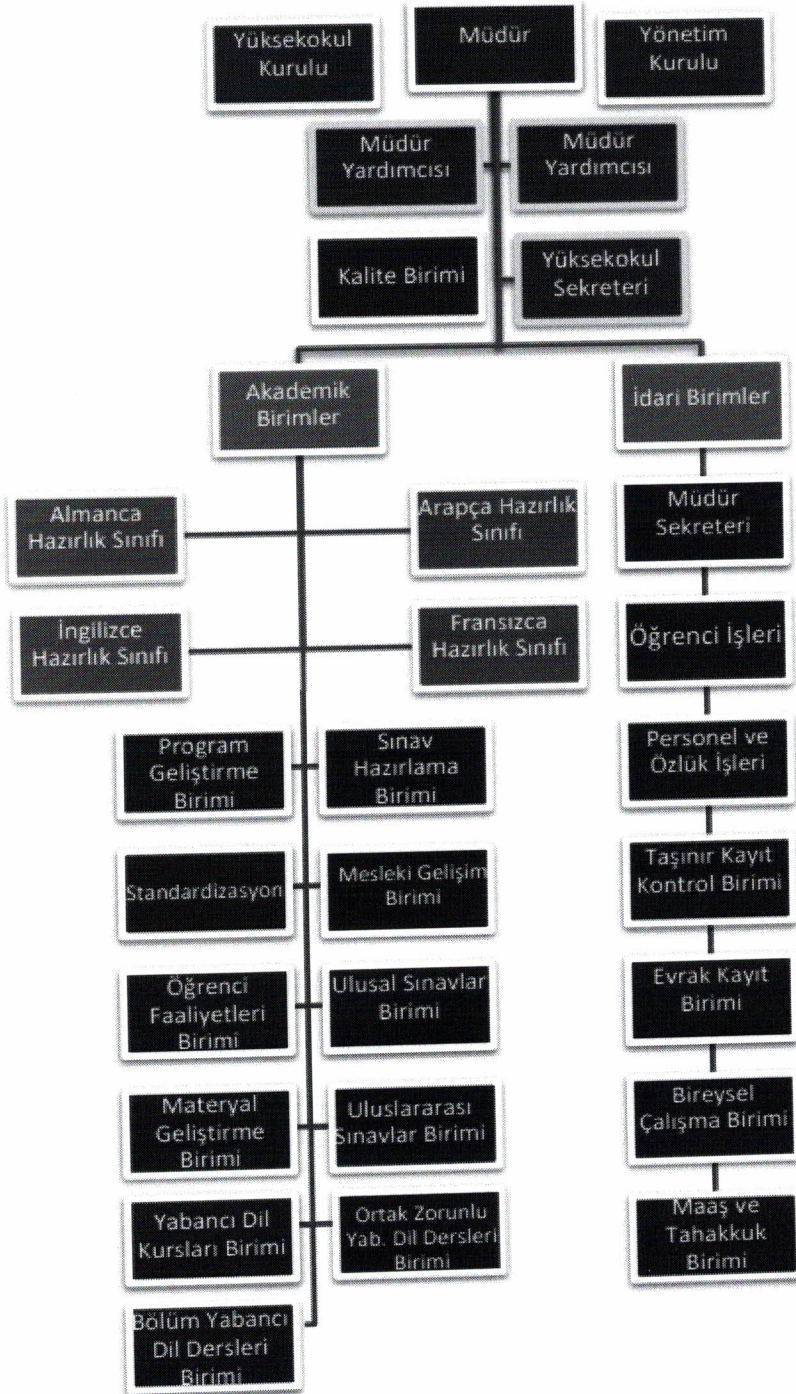 Yüksekokul
Kurulu
Müdür
Yönetim
Kurulu
Müdür
Yardımcısı
Müdür
Yardımcısı
Kalite Birimi
Yüksekokul
Sekreteri
Akademik
Birimler
İdari Birimler
Almanca
Hazırlık Sınıfı
Arapça Hazırlık
Sınıfı
Müdür
Sekreteri
İngilizce
Hazırlık Sınıfı
Fransızca
Hazırlık Sınıfı
Öğrenci İşleri
Program
Geliştirme
Birimi
Sınav
Hazırlama
Birimi
Personel ve
Özlük İşleri
Standardizasyon
Mesleki Gelişim
Birimi
Taşınır Kayıt
Kontrol Birimi
Öğrenci
Faaliyetleri
Birimi
Ulusal Sınavlar
Birimi
Evrak Kayıt
Birimi
Materyal
Geliştirme
Birimi
Uluslararası
Sınavlar Birimi
Bireysel
Çalışma Birimi
Yabancı Dil
Kursları Birimi
Ortak Zorunlu
Yab. Dil Dersleri
Birimi
Maaş ve
Tahakkuk
Birimi
Bölüm Yabancı
Dil Dersleri
Birimi